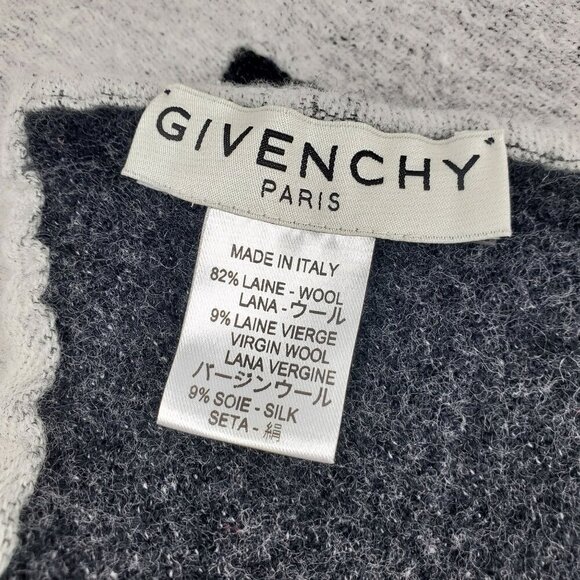 GIVENCHY
PARIS
MADE IN ITALY
82% LAINE - WOOL
LANA - ウール
9% LAINE VIERGE
VIRGIN WOOL
LANA VERGINE
バージンウール
9% SOIE - SILK
SETA -